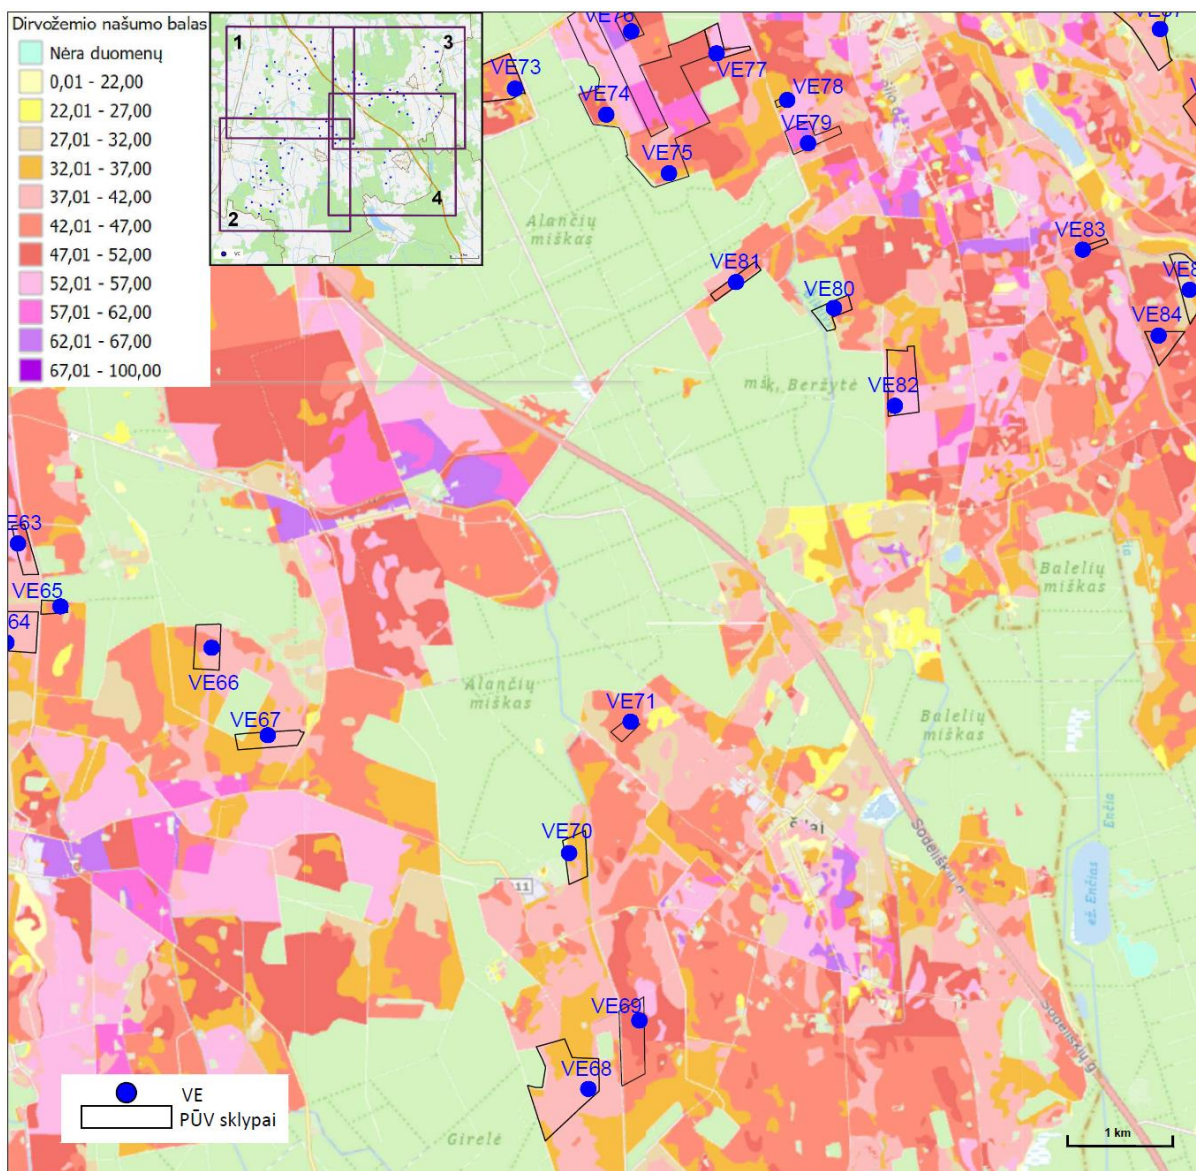 Dirvožemio našumo balas
Nėra duomenų
0,01 - 22,00
22,01 - 27,00
27,01 - 32,00
32,01 - 37,00
37,01 - 42,00
42,01 - 47,00
47,01 - 52,00
52,01 - 57,00
57,01 - 62,00
62,01 - 67,00
67,01 - 100,00
1
3
2
4
VE76
VE77
VE73
VE74
VE78
VE79
VE75
Alančių
miškas
VE83
VE81
VE80
VE84
mšk. Beržytė
VE82
VE65
64
Balelių
miškas
VE66
VE67
Alančių
miškas
VE71
Balelių
miškas
Enčia
VE70
11
Sodeliškių g.
ež. Enčias
VE69
Sodeliškių g.
VE68
Girelė
VE
PŪV sklypai
1 km